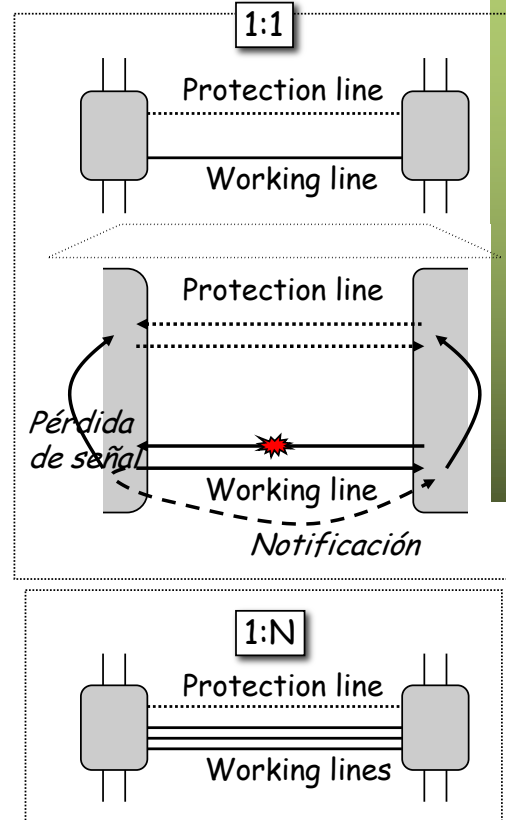 1:1
Protection line
Working line
Protection line
Pérdida
de señal
Working line
Notificación
1:N
Protection line
Working lines